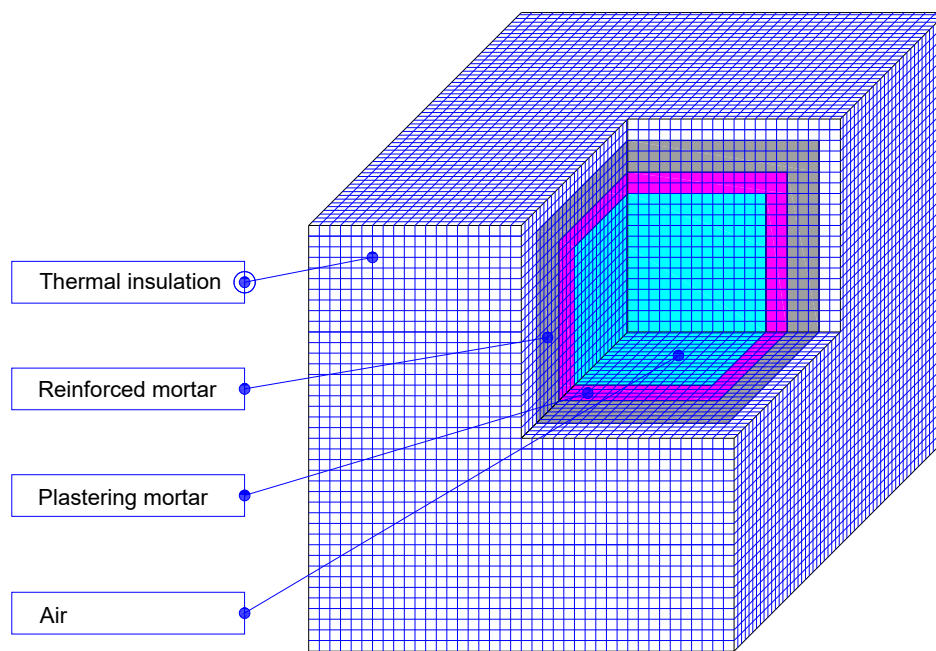 Thermal insulation
Reinforced mortar
Plastering mortar
Air